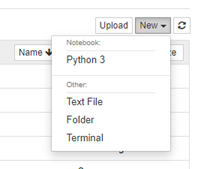 Upload New
Name
Notebook:
Python 3
Other:
Text File
Folder
Terminal